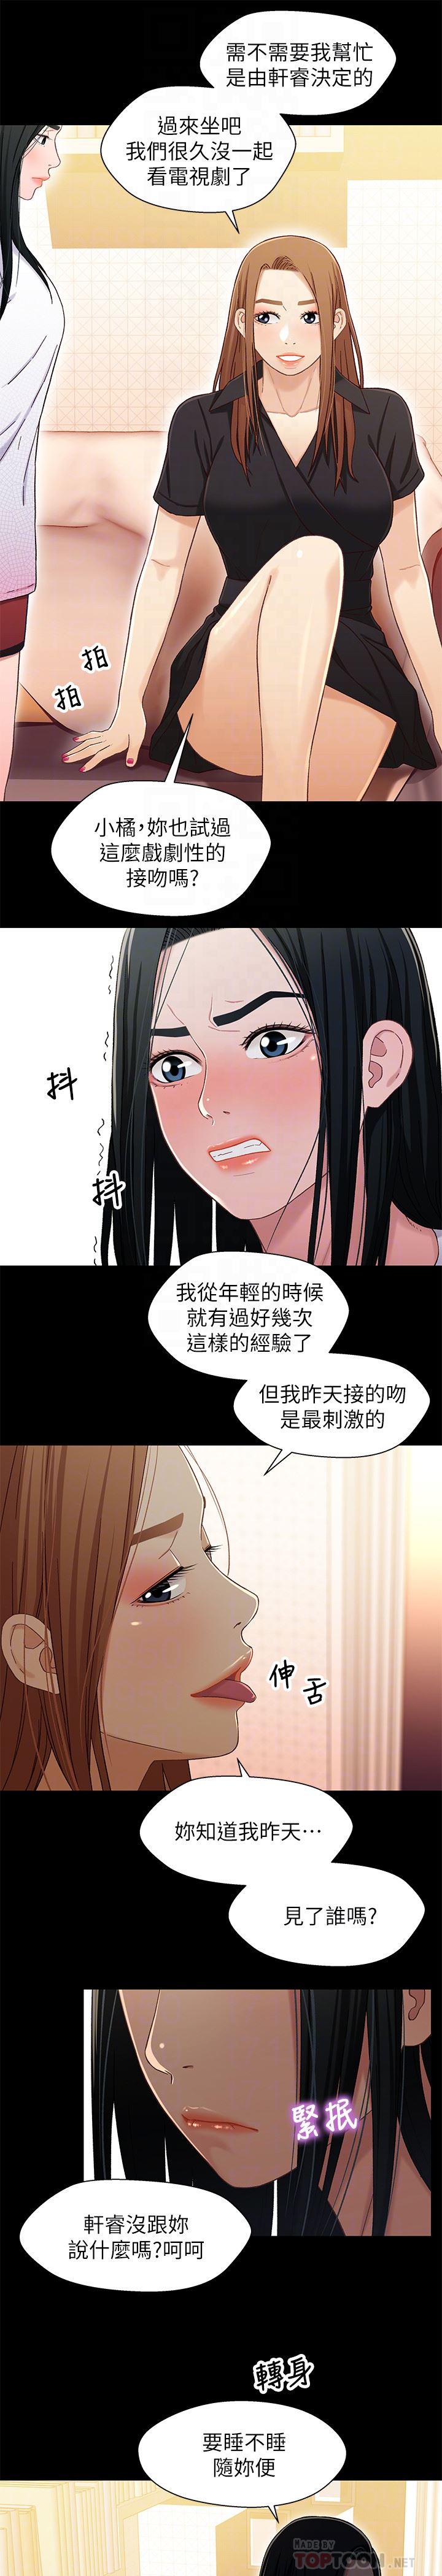 需不需要我幫忙
是由軒睿決定的
過來坐吧
我們很久沒一起
看電視劇了
拍
拍
小橘,妳也試過
這麼戲劇性的
接吻嗎?
抖
抖
我從年輕的時候
就有過好幾次
這樣的經驗了
但我昨天接的吻
是最刺激的
伸舌
妳知道我昨天…
見了誰嗎?
緊抿
軒睿沒跟妳
說什麼嗎?呵呵
轉身
要睡不睡
隨妳便
MADE BY
TOPTOON.NET